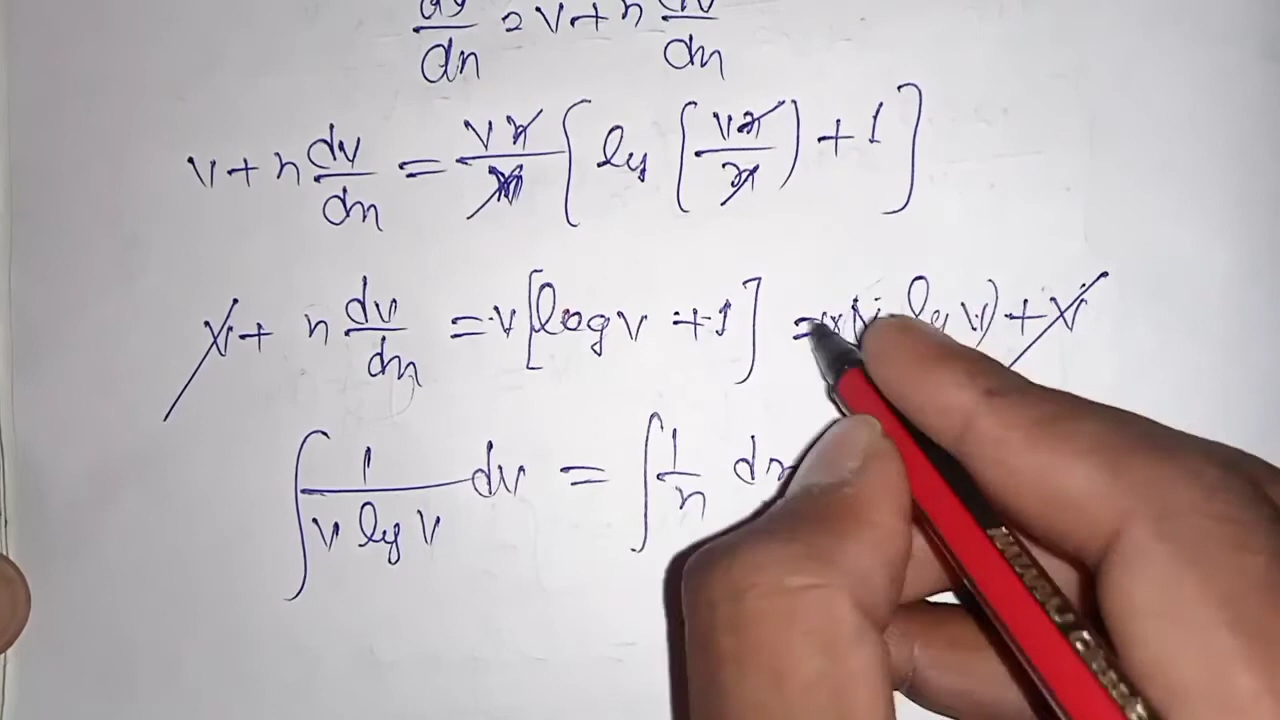 dy/dx = v + x dv/dx
v + x dv/dx = vx/x [log (vx/x) + 1]
v + x dv/dx = v[log v + 1] = (v log v) + v
∫ 1/(v log v) dv = ∫ 1/x dx